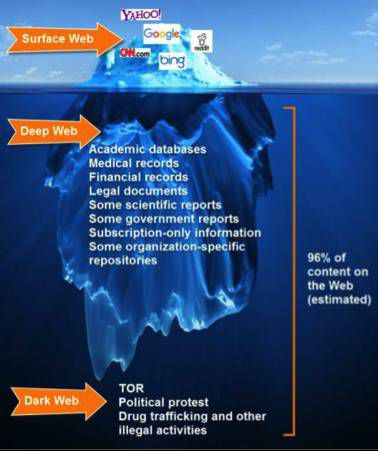 YAHOO!
Surface Web
Google
reddit
CNN.com
bing
Deep Web
Academic databases
Medical records
Financial records
Legal documents
Some scientific reports
Some government reports
Subscription-only information
Some organization-specific
repositories
96% of
content on
the Web
(estimated)
Dark Web
TOR
Political protest
Drug trafficking and other
illegal activities